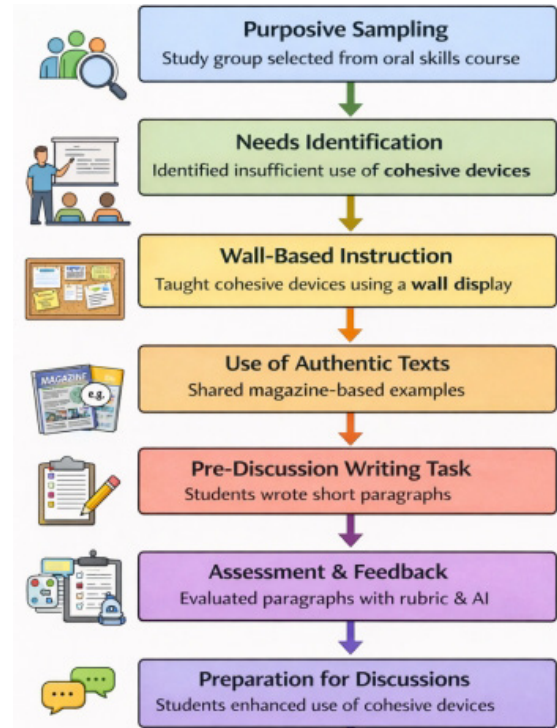 Purposive Sampling
Study group selected from oral skills course
Needs Identification
Identified insufficient use of cohesive devices
Wall-Based Instruction
Taught cohesive devices using a wall display
MAGAZINE
e.g.
Use of Authentic Texts
Shared magazine-based examples
Pre-Discussion Writing Task
Students wrote short paragraphs
Assessment & Feedback
Evaluated paragraphs with rubric & AI
Preparation for Discussions
Students enhanced use of cohesive devices